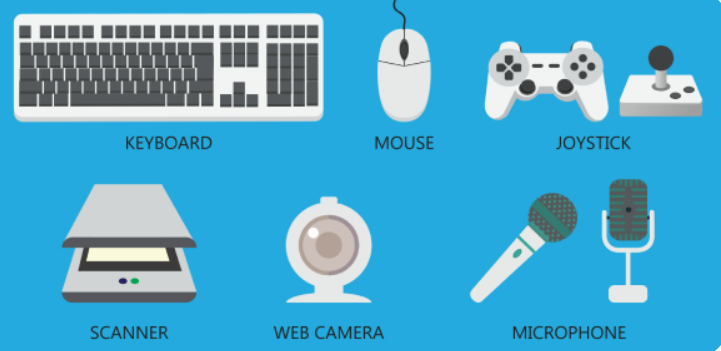 KEYBOARD
MOUSE
JOYSTICK
SCANNER
WEB CAMERA
MICROPHONE